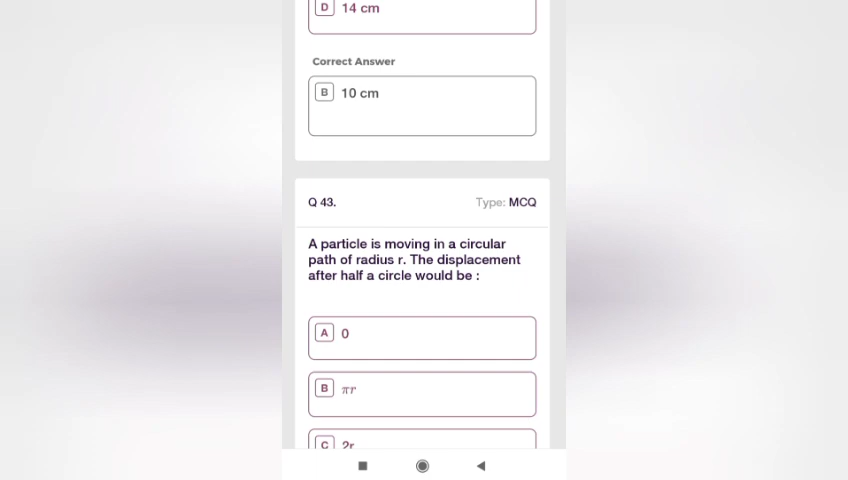 D 14 cm
Correct Answer
B 10 cm
Q 43.
Type: MCQ
A particle is moving in a circular
path of radius r. The displacement
after half a circle would be :
A 0
B πr
C 2r